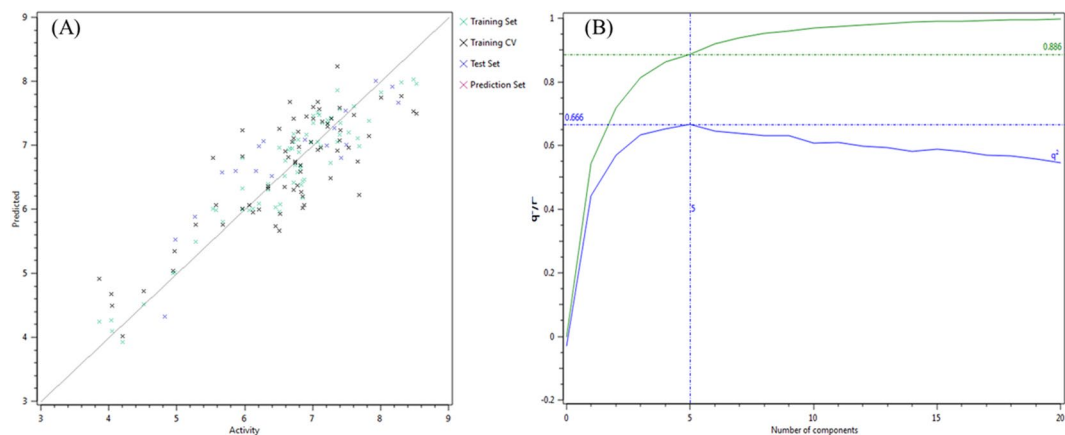 (A)
9
8
7
6
5
4
3
Predicted
3 4 5 6 7 8 9
Activity
Training Set
Training CV
Test Set
Prediction Set
(B)
1
0.8
0.6
0.4
0.2
0
-0.2
0.886
0.666
q²
5
0 5 10 15 20
Number of components